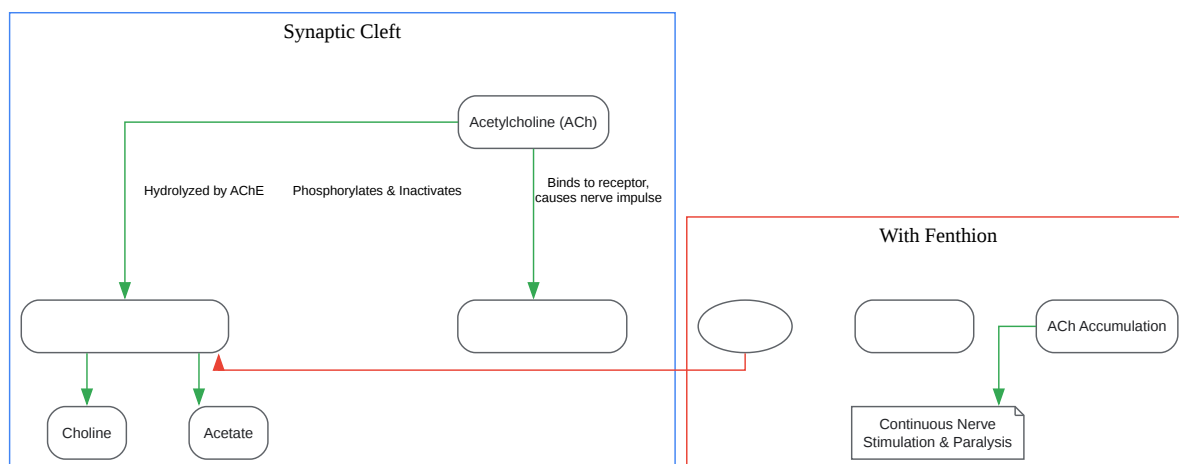 Synaptic Cleft
Acetylcholine (ACh)
Hydrolyzed by AChE
Phosphorylates & Inactivates
Binds to receptor,
causes nerve impulse
With Fenthion
ACh Accumulation
Choline
Acetate
Continuous Nerve
Stimulation & Paralysis